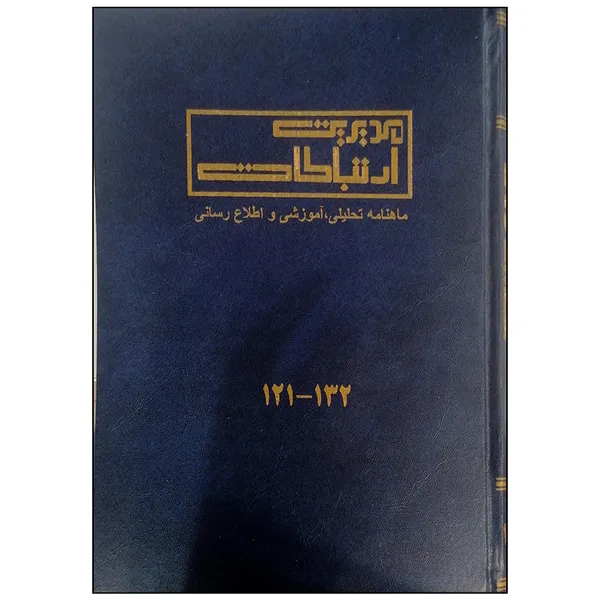 مدیریت
ارتباطات
ماهنامه تحلیلی، آموزشی و اطلاع رسانی
۱۲۱-۱۳۲